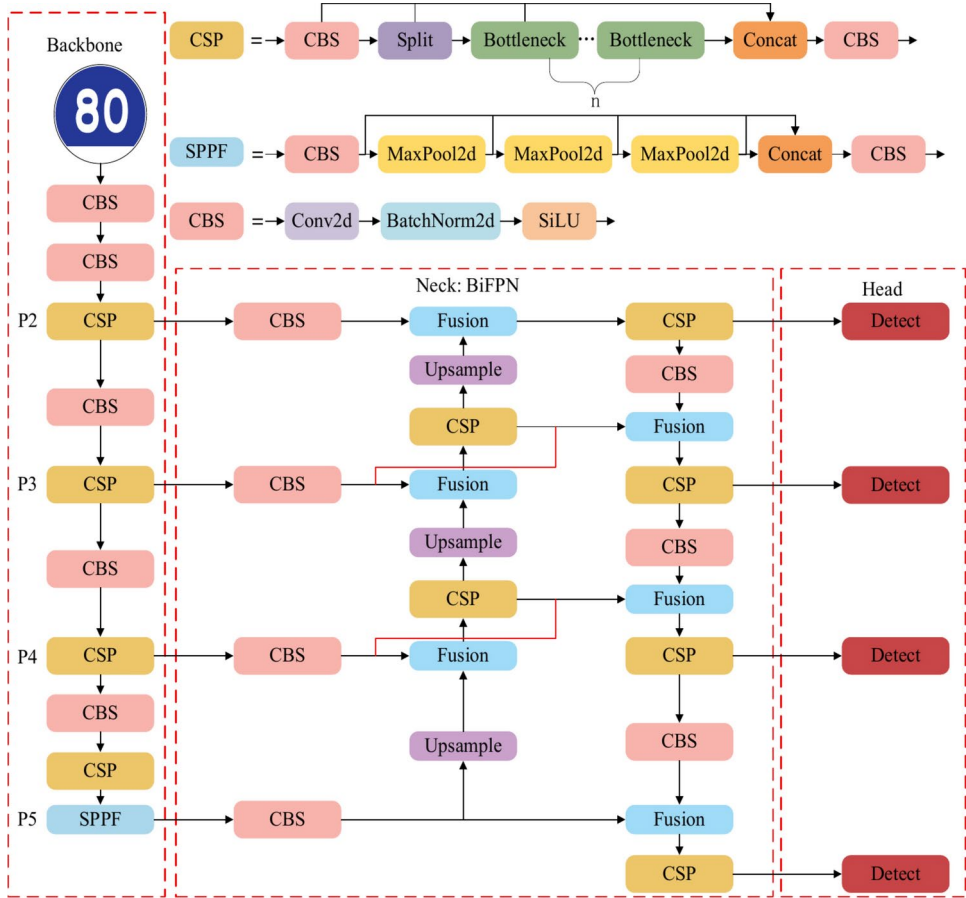 Backbone
80
CSP = CBS Split Bottleneck ··· Bottleneck Concat CBS
n
SPPF = CBS MaxPool2d MaxPool2d MaxPool2d Concat CBS
CBS = Conv2d BatchNorm2d SiLU
CBS
CBS
Neck: BiFPN Head
P2 CSP CBS Fusion CSP Detect
Upsample CBS
CBS CSP Fusion
P3 CSP CBS Fusion CSP Detect
Upsample CBS
CBS CSP Fusion
P4 CSP CBS Fusion CSP Detect
CBS
Upsample CBS
CSP
P5 SPPF CBS Fusion
CSP Detect